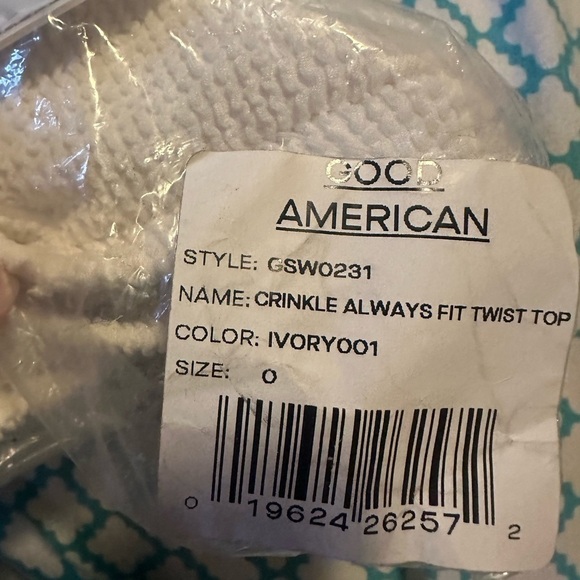 GOOD
AMERICAN
STYLE: GSW0231
NAME: CRINKLE ALWAYS FIT TWIST TOP
COLOR: IVORY001
SIZE: 0
0 19624 26257 2